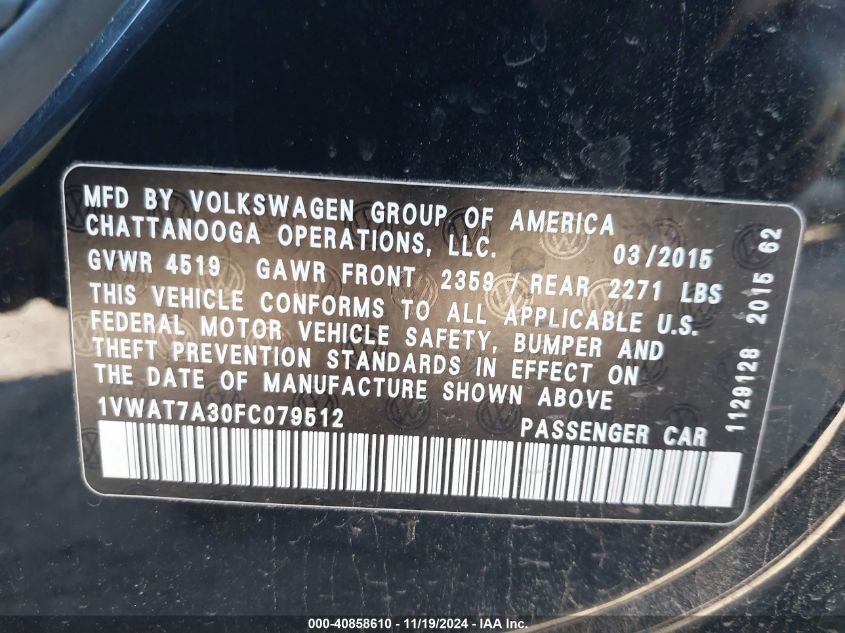 MFD BY VOLKSWAGEN GROUP OF AMERICA
CHATTANOOGA OPERATIONS, LLC. 03/2015
GVWR 4519 GAWR FRONT 2359 / REAR 2271 LBS
THIS VEHICLE CONFORMS TO ALL APPLICABLE U.S.
FEDERAL MOTOR VEHICLE SAFETY, BUMPER AND
THEFT PREVENTION STANDARDS IN EFFECT ON
THE DATE OF MANUFACTURE SHOWN ABOVE
1VWAT7A30FC079512 PASSENGER CAR
1129128 2015 62
000-40858610 - 11/19/2024 - IAAI.com